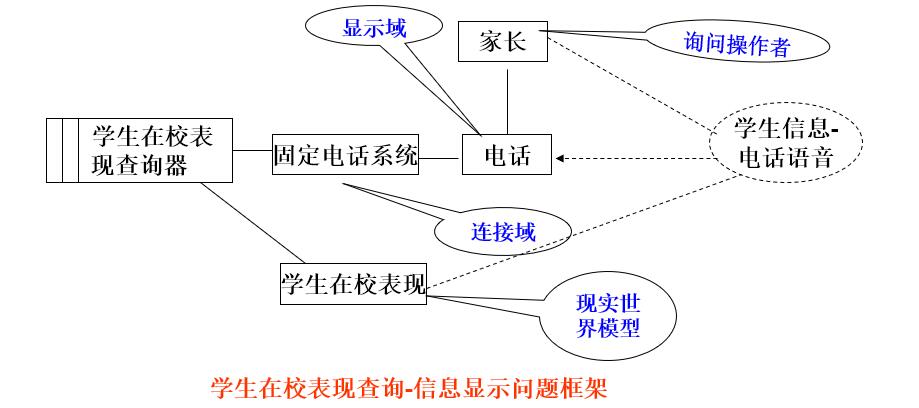 显示域
家长
询问操作者
学生在校表
现查询器
固定电话系统
电话
学生信息-
电话语音
连接域
学生在校表现
现实世
界模型
学生在校表现查询-信息显示问题框架